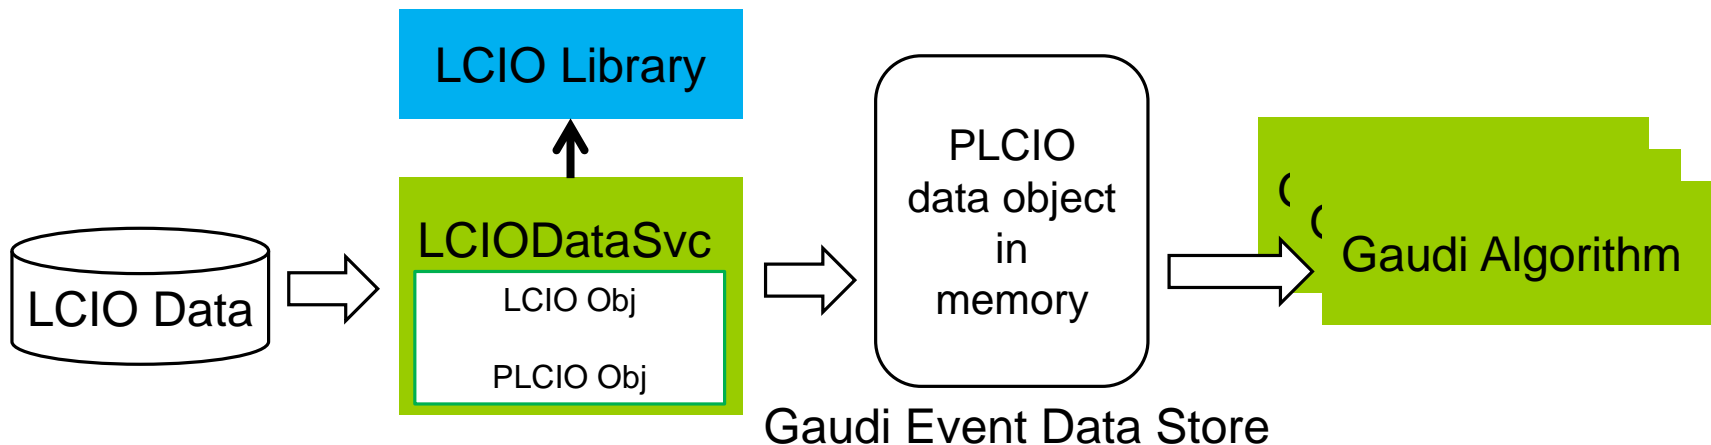 LCIO Library
LCIODataSvc
LCIO Obj
PLCIO Obj
LCIO Data
PLCIO
data object
in
memory
Gaudi Event Data Store
Gaudi Algorithm